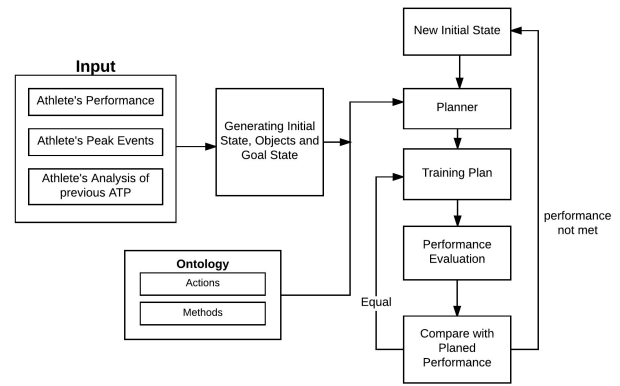 Input
Athlete's Performance
Athlete's Peak Events
Athlete's Analysis of
previous ATP
Generating Initial
State, Objects and
Goal State
Ontology
Actions
Methods
New Initial State
Planner
Training Plan
Performance
Evaluation
Compare with
Planed
Performance
Equal
performance
not met